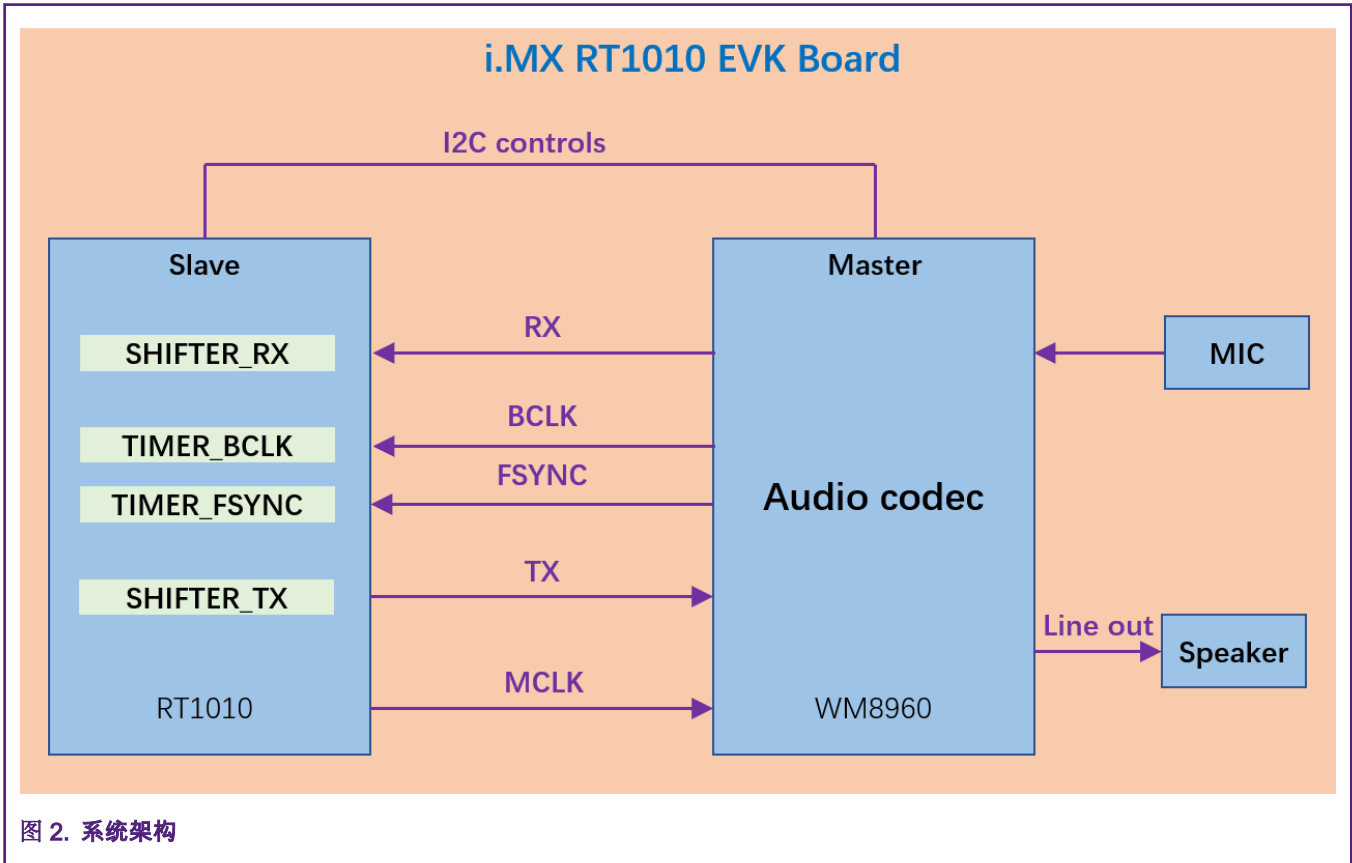 i.MX RT1010 EVK Board
I2C controls
Slave
Master
RX
SHIFTER_RX
MIC
BCLK
TIMER_BCLK
FSYNC
TIMER_FSYNC
Audio codec
TX
SHIFTER_TX
Line out
Speaker
MCLK
RT1010
WM8960
图 2. 系统架构